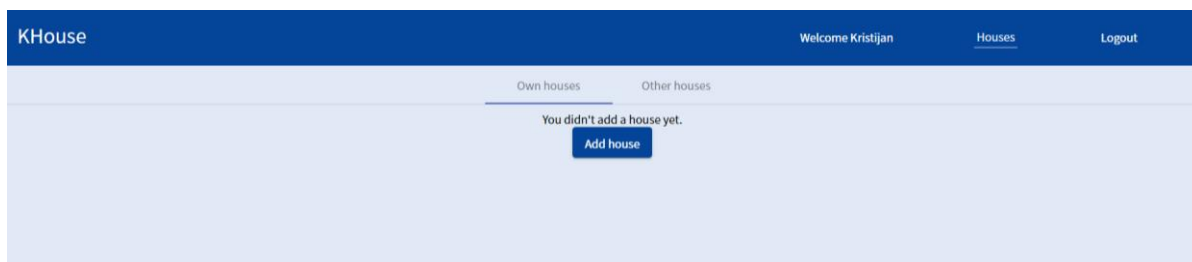 KHouse Welcome Kristijan Houses Logout
Own houses Other houses
You didn't add a house yet.
Add house